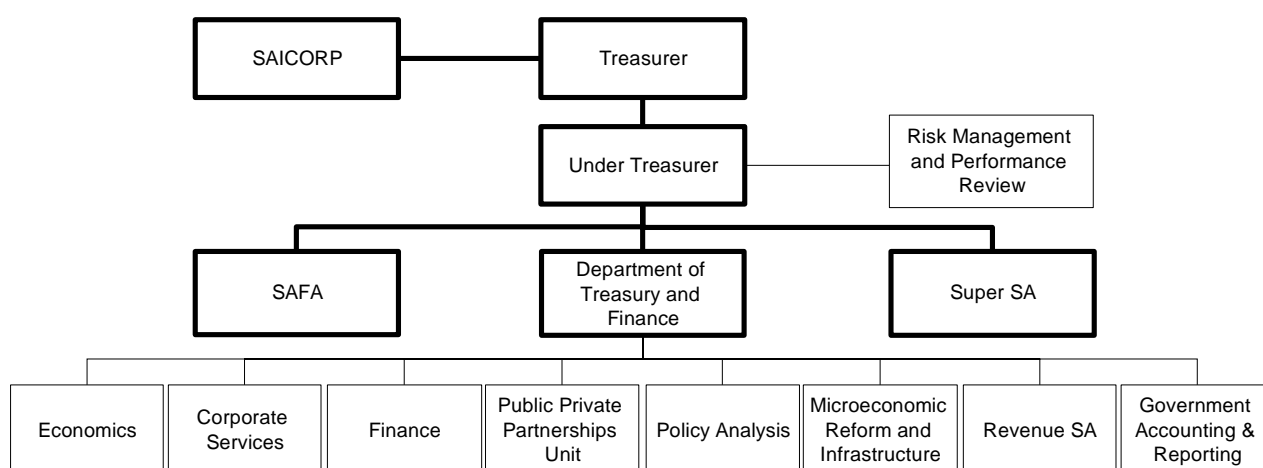 SAICORP
Treasurer
Under Treasurer
Risk Management
and Performance
Review
SAFA
Department of
Treasury and
Finance
Super SA
Economics
Corporate
Services
Finance
Public Private
Partnerships
Unit
Policy Analysis
Microeconomic
Reform and
Infrastructure
Revenue SA
Government
Accounting &
Reporting